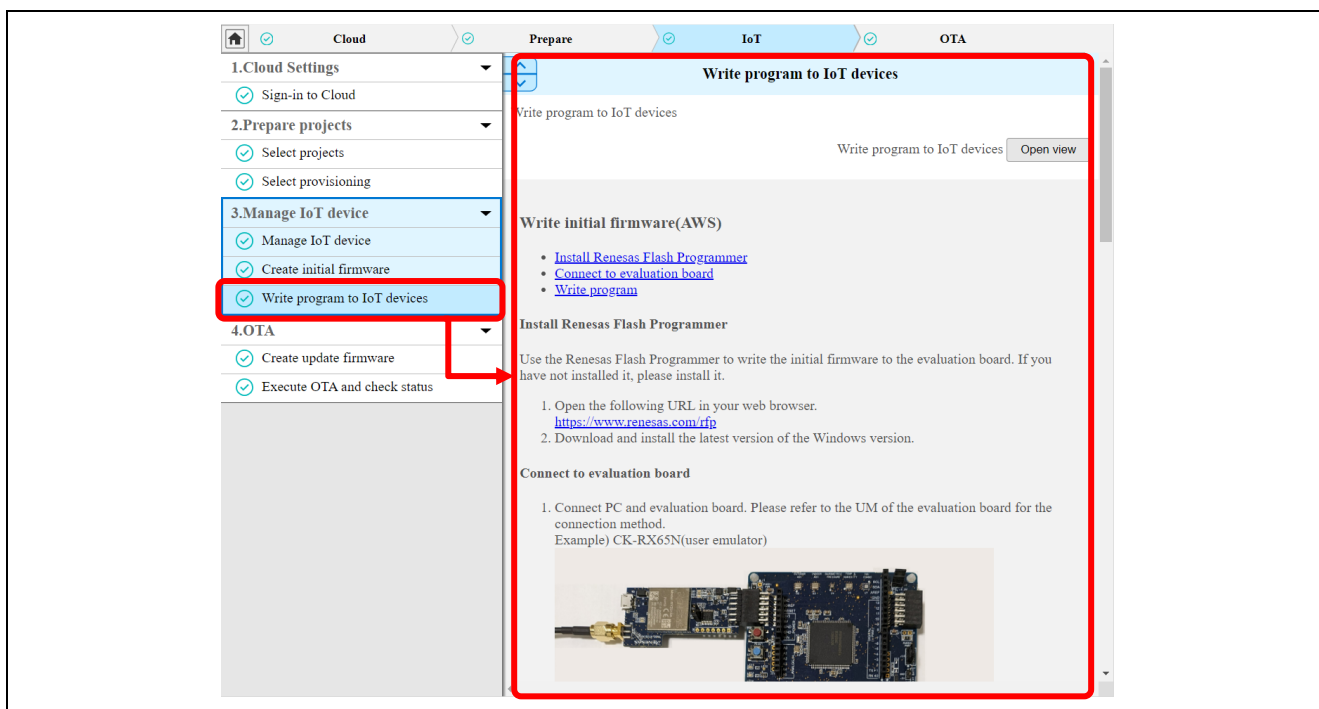 Cloud
Prepare
IoT
OTA
1.Cloud Settings
Sign-in to Cloud
2.Prepare projects
Select projects
Select provisioning
3.Manage IoT device
Manage IoT device
Create initial firmware
Write program to IoT devices
4.OTA
Create update firmware
Execute OTA and check status
Write program to IoT devices
Write program to IoT devices
Write program to IoT devices Open view
Write initial firmware(AWS)
• Install Renesas Flash Programmer
• Connect to evaluation board
• Write program
Install Renesas Flash Programmer
Use the Renesas Flash Programmer to write the initial firmware to the evaluation board. If you
have not installed it, please install it.
1. Open the following URL in your web browser.
https://www.renesas.com/rfp
2. Download and install the latest version of the Windows version.
Connect to evaluation board
1. Connect PC and evaluation board. Please refer to the UM of the evaluation board for the
connection method.
Example) CK-RX65N(user emulator)